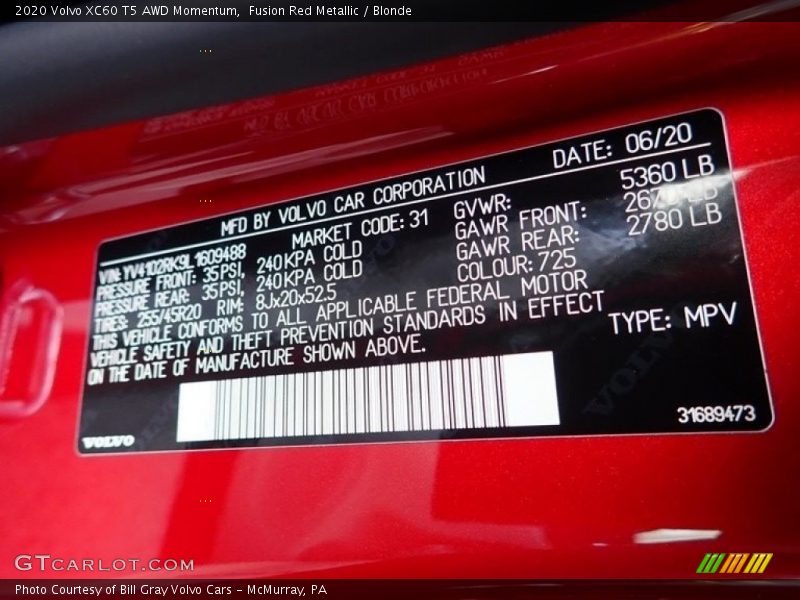 2020 Volvo XC60 T5 AWD Momentum,  Fusion Red Metallic / Blonde
MFD BY VOLVO CAR CORPORATION DATE: 06/20
VIN: YV4102RK9L1609488 MARKET CODE: 31 GVWR: 5360 LB
PRESSURE FRONT: 35PSI, 240KPA COLD GAWR FRONT: LB
PRESSURE REAR: 35PSI, 240KPA COLD GAWR REAR: 2780 LB
TIRES: 255/45R20 RIM: 8Jx20x52.5 COLOUR: 725
THIS VEHICLE CONFORMS TO ALL APPLICABLE FEDERAL MOTOR
VEHICLE SAFETY AND THEFT PREVENTION STANDARDS IN EFFECT
ON THE DATE OF MANUFACTURE SHOWN ABOVE. TYPE: MPV
VOLVO 31689473
GTCARLOT.COM
Photo Courtesy of Bill Gray Volvo Cars - McMurray, PA